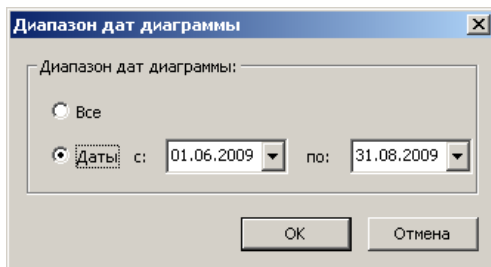 Диапазон дат диаграммы
Диапазон дат диаграммы:
Все
Даты с: 01.06.2009 по: 31.08.2009
OK Отмена